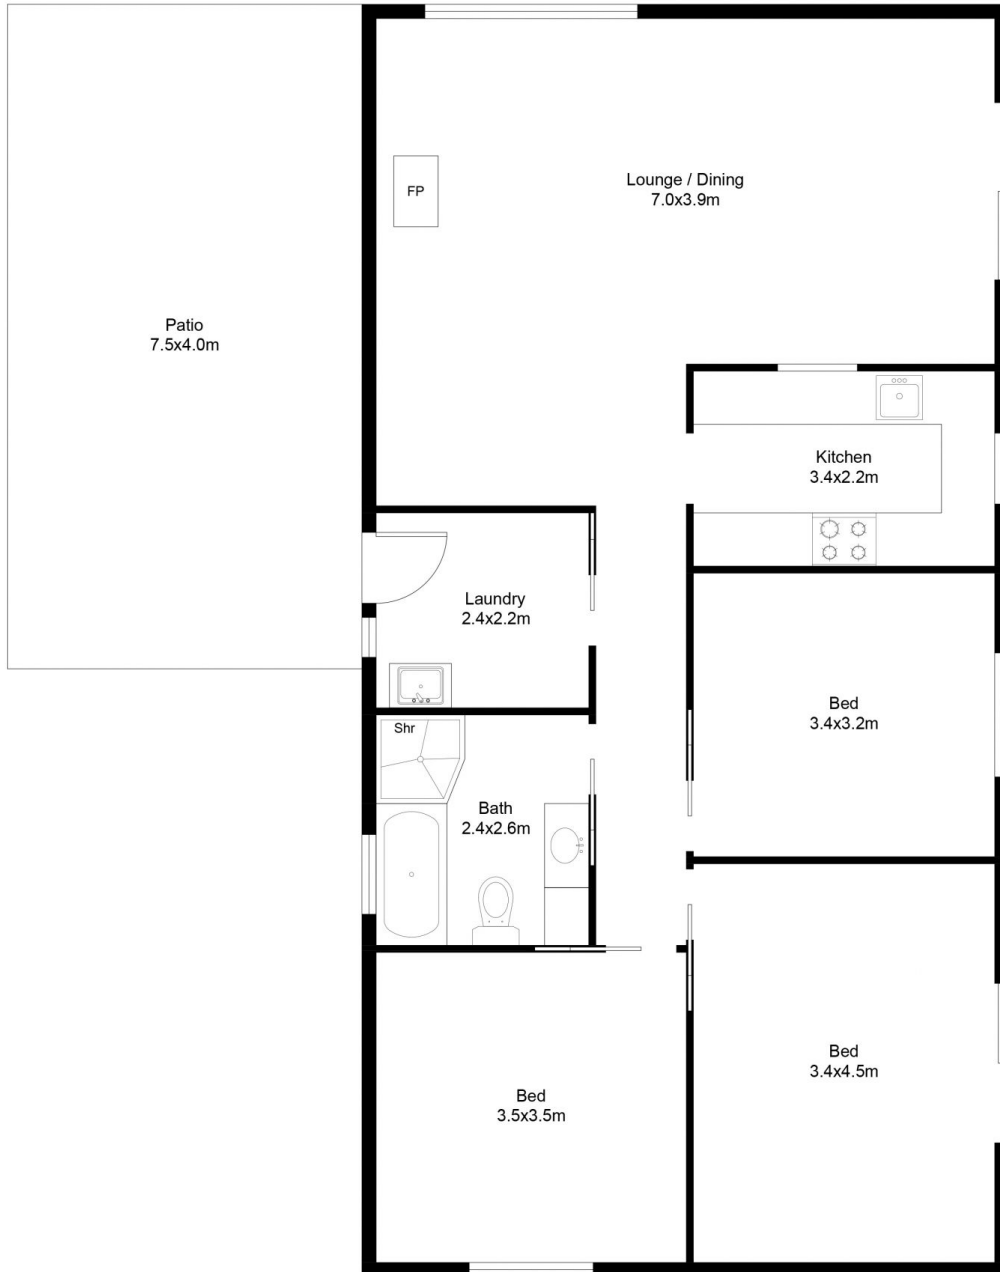 Lounge / Dining
7.0x3.9m
FP
Patio
7.5x4.0m
Kitchen
3.4x2.2m
Laundry
2.4x2.2m
Bed
3.4x3.2m
Shr
Bath
2.4x2.6m
Bed
3.4x4.5m
Bed
3.5x3.5m